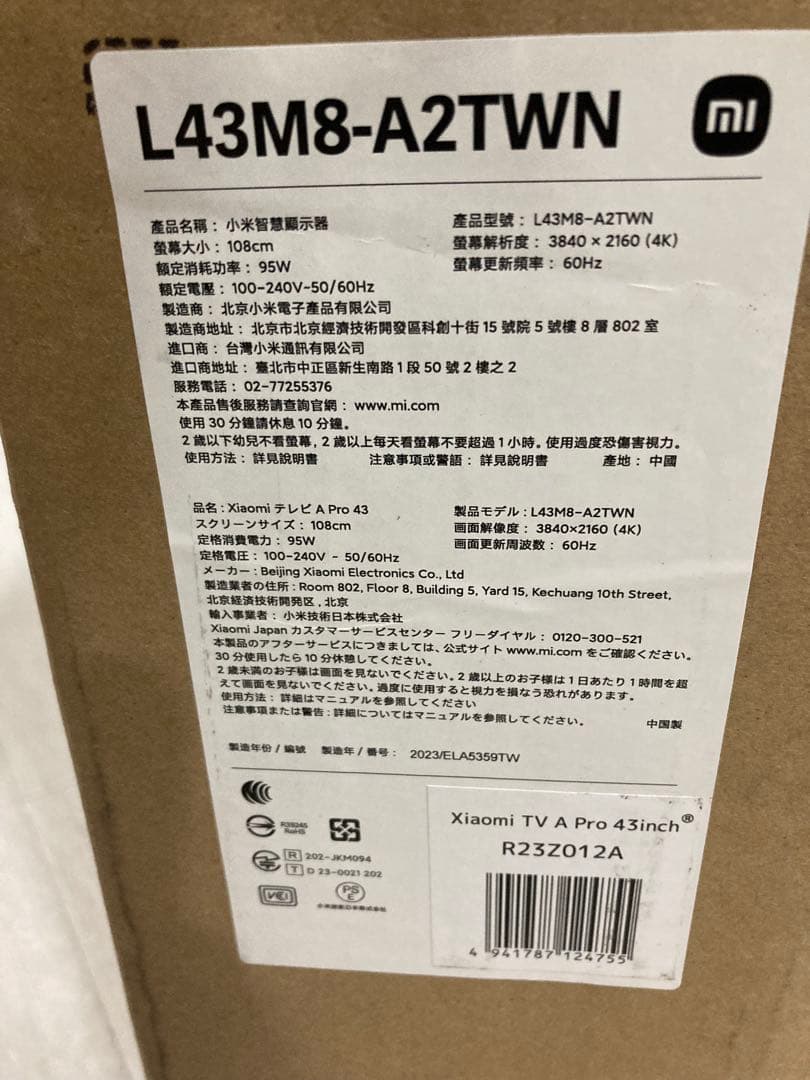 L43M8-A2TWN
mi
產品名稱：小米智慧顯示器
產品型號：L43M8-A2TWN
螢幕大小：108cm
螢幕解析度：3840 × 2160 (4K)
額定消耗功率：95W
螢幕更新頻率：60Hz
額定電壓：100-240V~50/60Hz
製造商：北京小米電子產品有限公司
製造商地址：北京市北京經濟技術開發區科創十街 15 號院 5 號樓 8 層 802 室
進口商：台灣小米通訊有限公司
進口商地址：臺北市中正區新生南路 1 段 50 號 2 樓之 2
服務電話：02-77255376
本產品售後服務請查詢官網：www.mi.com
使用 30 分鐘請休息 10 分鐘。
2 歲以下幼兒不看螢幕，2 歲以上每天看螢幕不要超過 1 小時。使用過度恐傷害視力。
使用方法：詳見說明書 注意事項或警語：詳見說明書 產地：中國
品名：Xiaomi テレビ A Pro 43
製品モデル：L43M8-A2TWN
スクリーンサイズ：108cm
画面解像度：3840×2160 (4K)
定格消費電力：95W
画面更新周波数：60Hz
定格電圧：100-240V ~ 50/60Hz
メーカー：Beijing Xiaomi Electronics Co., Ltd
製造業者の住所：Room 802, Floor 8, Building 5, Yard 15, Kechuang 10th Street,
北京経済技術開発区，北京
輸入事業者：小米技術日本株式会社
Xiaomi Japan カスタマーサービスセンター フリーダイヤル：0120-300-521
本製品のアフターサービスにつきましては、公式サイト www.mi.com をご確認ください。
30 分使用したら 10 分休憩してください。
2 歳未満のお子様は画面を見ないでください。2 歳以上のお子様は 1 日あたり 1 時間を超
えて画面を見ないでください。過度に使用すると視力を損なう恐れがあります。
使用方法：詳細はマニュアルを参照してください
注意事項または警告：詳細についてはマニュアルを参照してください。 中国製
製造年份 / 編號 製造年 / 番号：2023/ELA5359TW
RoHS
R 202-JKM094
T D 23-0021 202
VCCI
PS
E
Xiaomi TV A Pro 43inch®
R23Z012A
4 941787 124755